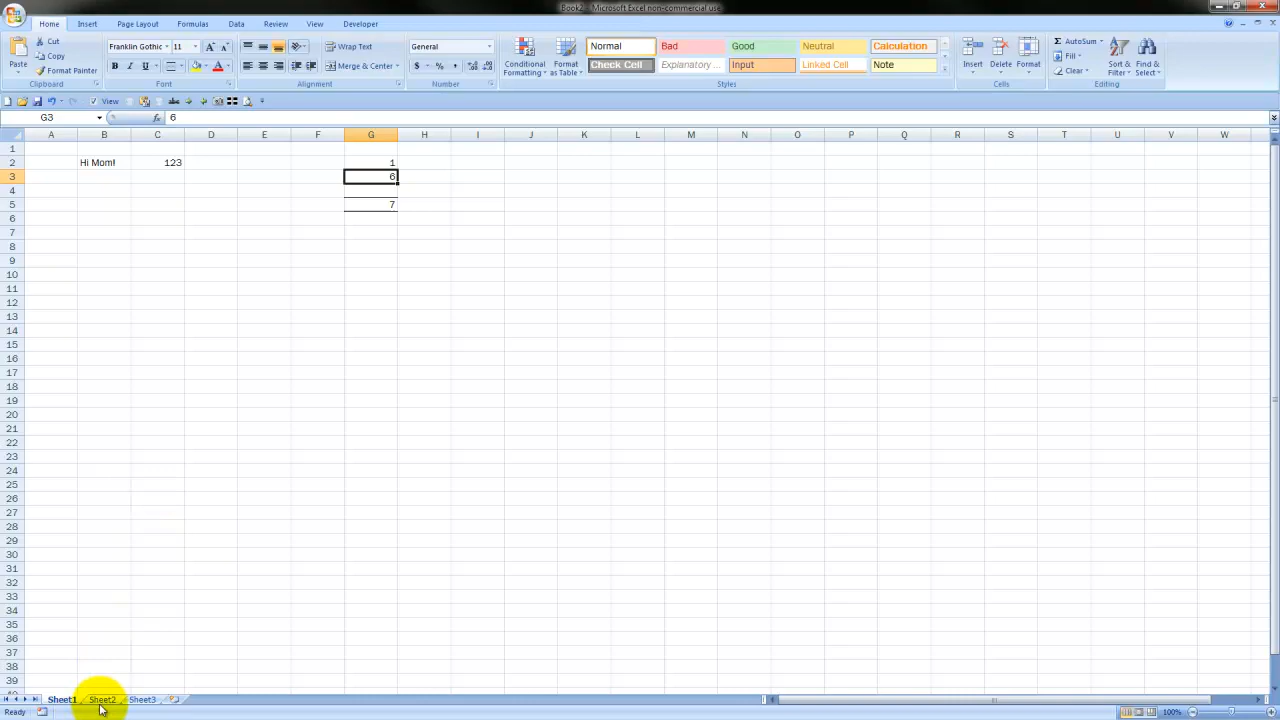 Book2 - Microsoft Excel non-commercial use
Home Insert Page Layout Formulas Data Review View Developer
Paste
Cut
Copy
Format Painter
Clipboard
Franklin Gothic 11 A A
B I U A
Font
Wrap Text
Merge & Center
Alignment
General
$ % ,
Number
Conditional Formatting
Format as Table
Normal Bad Good Neutral Calculation
Check Cell Explanatory ... Input Linked Cell Note
Styles
Insert Delete Format
Cells
AutoSum
Fill
Clear
Sort & Filter
Find & Select
Editing
View
G3 fx 6
A B C D E F G H I J K L M N O P Q R S T U V W
1
2 Hi Mom! 123 1
3 6
4
5 7
6
7
8
9
10
11
12
13
14
15
16
17
18
19
20
21
22
23
24
25
26
27
28
29
30
31
32
33
34
35
36
37
38
39
40
Sheet1 Sheet2 Sheet3
Ready 100%